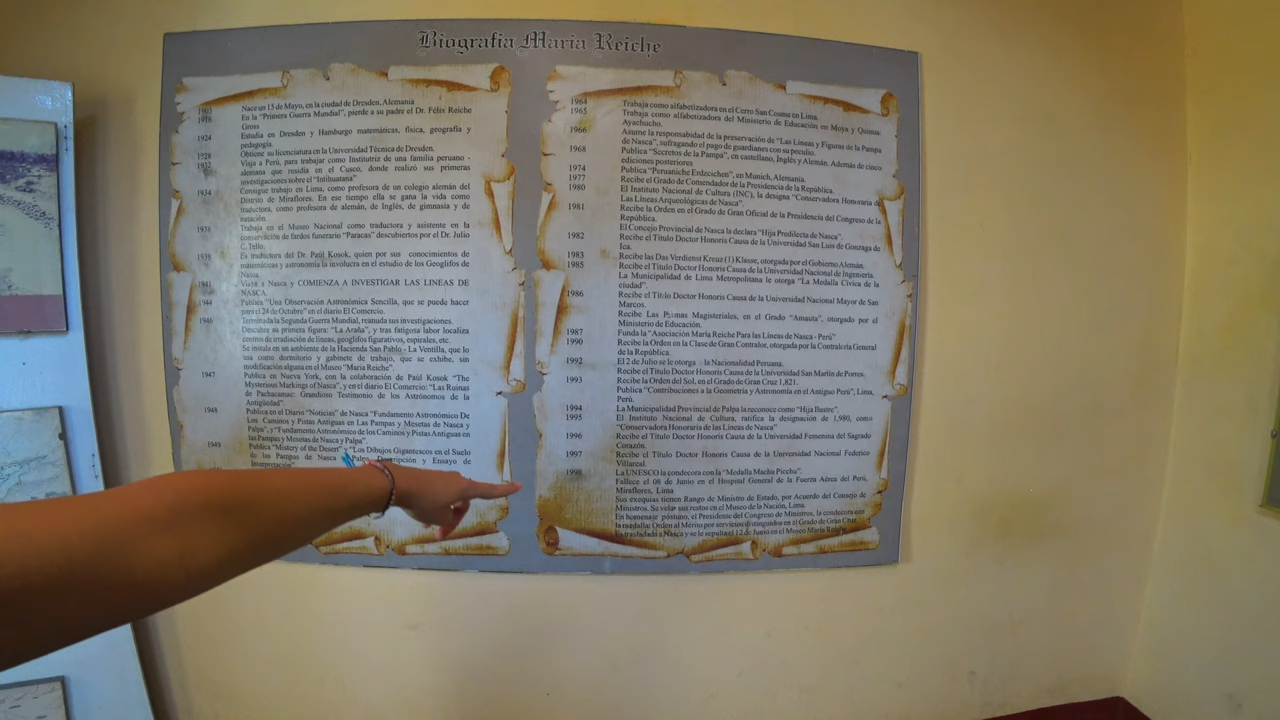 Biografia Maria Reiche
1903 Nace un 15 de Mayo, en la ciudad de Dresden, Alemania
1916 En la "Primera Guerra Mundial", pierde a su padre el Dr. Félix Reiche
Gross
1924 Estudia en Dresden y Hamburgo matemáticas, física, geografía y
pedagogía.
1928 Obtiene su licenciatura en la Universidad Técnica de Dresden.
1932 Viaja a Perú, para trabajar como Institutriz de una familia peruano -
alemana que residía en el Cusco, donde realizó sus primeras
investigaciones sobre el "Intihuatana"
1934 Consigue trabajo en Lima, como profesora de un colegio alemán del
Distrito de Miraflores. En ese tiempo ella se gana la vida como
traductora, como profesora de alemán, de Inglés, de gimnasia y de
natación.
Trabaja en el Museo Nacional como traductora y asistente en la
conservación de fardos funerario "Paracas" descubiertos por el Dr. Julio
C. Tello.
Es traductora del Dr. Paúl Kosok, quien por sus conocimientos de
matemáticas y astronomía la involucra en el estudio de los Geoglifos de
Nasca.
1941 Viaja a Nasca y COMIENZA A INVESTIGAR LAS LINEAS DE
NASCA.
1944 Publica "Una Observación Astronómica Sencilla, que se puede hacer
para el 24 de Octubre" en el diario El Comercio.
1946 Terminada la Segunda Guerra Mundial, reanuda sus investigaciones.
Descubre su primera figura: "La Araña", y tras fatigosa labor localiza
centros de irradiación de líneas, geoglifos figurativos, espirales, etc.
Se instala en un ambiente de la Hacienda San Pablo - La Ventilla, que lo
usa como dormitorio y gabinete de trabajo, que se exhibe, sin
modificación alguna en el Museo "Maria Reiche".
1947 Publica en Nueva York, con la colaboración de Paúl Kosok "The
Mysterious Markings of Nasca", y en el diario El Comercio: "Las Ruinas
de Pachacamac: Grandioso Testimonio de los Astrónomos de la
Antigüedad".
1948 Publica en el Diario "Noticias" de Nasca "Fundamento Astronómico De
Los Caminos y Pistas Antiguas en Las Pampas y Mesetas de Nasca y
Palpa", y "Fundamento Astronómico de los Caminos y Pistas Antiguas en
las Pampas y Mesetas de Nasca y Palpa".
1949 Publica "Mistery of the Desert" y "Los Dibujos Gigantescos en el Suelo
de las Pampas de Nasca Palpa. Descripción y Ensayo de
Interpretación"
1964 Trabaja como alfabetizadora en el Cerro San Cosme en Lima.
1965 Trabaja como alfabetizadora del Ministerio de Educación en Moya y Quinua.
Ayacucho.
1966 Asume la responsabidad de la preservación de "Las Líneas y Figuras de la Pampa
de Nasca", sufragando el pago de guardianes con su peculio.
1968 Publica "Secretos de la Pampa", en castellano, Inglés y Alemán. Además de cinco
ediciones posteriores
1974 Publica "Peruaniche Erdzcichen", en Munich, Alemania.
1977 Recibe el Grado de Comendador de la Presidencia de la República.
1980 El Instituto Nacional de Cultura (INC), la designa "Conservadora Honoraria de
Las Líneas Arqueológicas de Nasca".
1981 Recibe la Orden en el Grado de Gran Oficial de la Presidencia del Congreso de la
República.
El Concejo Provincial de Nasca la declara "Hija Predilecta de Nasca".
1982 Recibe el Título Doctor Honoris Causa de la Universidad San Luis de Gonzaga de
Ica.
1983 Recibe las Das Verdienst Kreuz (1) Klasse, otorgada por el Gobierno Alemán.
1985 Recibe el Título Doctor Honoris Causa de la Universidad Nacional de Ingeniería.
La Municipalidad de Lima Metropolitana le otorga "La Medalla Cívica de la
ciudad".
1986 Recibe el Título Doctor Honoris Causa de la Universidad Nacional Mayor de San
Marcos.
Recibe Las Palmas Magisteriales, en el Grado "Amauta", otorgado por el
Ministerio de Educación.
1987 Funda la "Asociación María Reiche Para las Líneas de Nasca - Perú"
1990 Recibe la Orden en la Clase de Gran Contralor, otorgada por la Contraloría General
de la República.
1992 El 2 de Julio se le otorga la Nacionalidad Peruana.
Recibe el Título Doctor Honoris Causa de la Universidad San Martín de Porres.
1993 Recibe la Orden del Sol, en el Grado de Gran Cruz 1,821.
Publica "Contribuciones a la Geometría y Astronomía en el Antiguo Perú", Lima,
Perú.
1994 La Municipalidad Provincial de Palpa la reconoce como "Hija Ilustre".
1995 El Instituto Nacional de Cultura, ratifica la designación de 1,980, como
"Conservadora Honoraria de las Líneas de Nasca"
1996 Recibe el Título Doctor Honoris Causa de la Universidad Femenina del Sagrado
Corazón.
1997 Recibe el Título Doctor Honoris Causa de la Universidad Nacional Federico
Villarreal.
1998 La UNESCO la condecora con la "Medalla Machu Picchu".
Fallece el 08 de Junio en el Hospital General de la Fuerza Aérea del Perú,
Miraflores, Lima
Sus exequias tienen Rango de Ministro de Estado, por Acuerdo del Consejo de
Ministros. Se velan sus restos en el Museo de la Nación, Lima.
En homenaje póstuno, el Presidente del Congreso de Ministros, la condecora con
la medalla: Orden al Mérito por servicios distinguidos en el Grado de Gran Cruz.
Es trasladada a Nasca y se le sepulta el 12 de Junio en el Museo Maria Reiche.